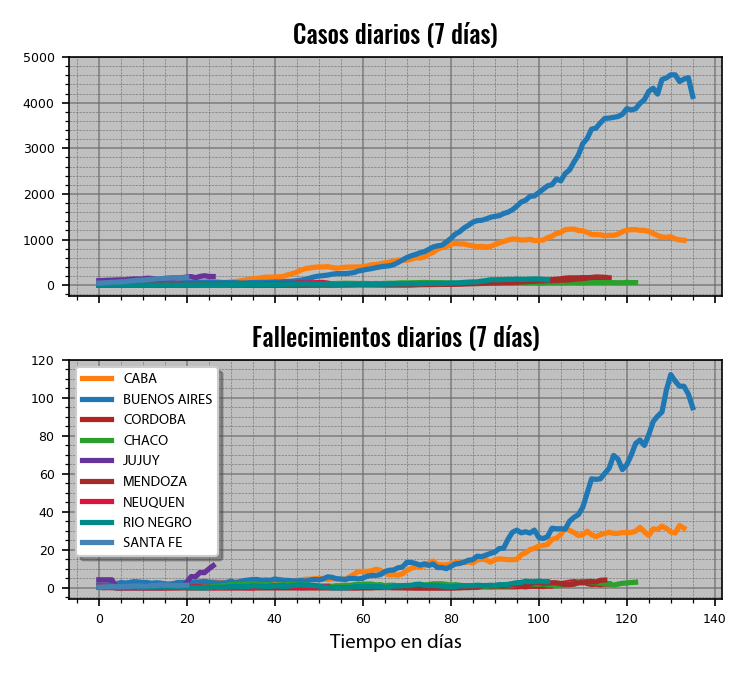 Casos diarios (7 días)
5000
4000
3000
2000
1000
0
Fallecimientos diarios (7 días)
120
100
80
60
40
20
0
CABA
BUENOS AIRES
CORDOBA
CHACO
JUJUY
MENDOZA
NEUQUEN
RIO NEGRO
SANTA FE
0 20 40 60 80 100 120 140
Tiempo en días